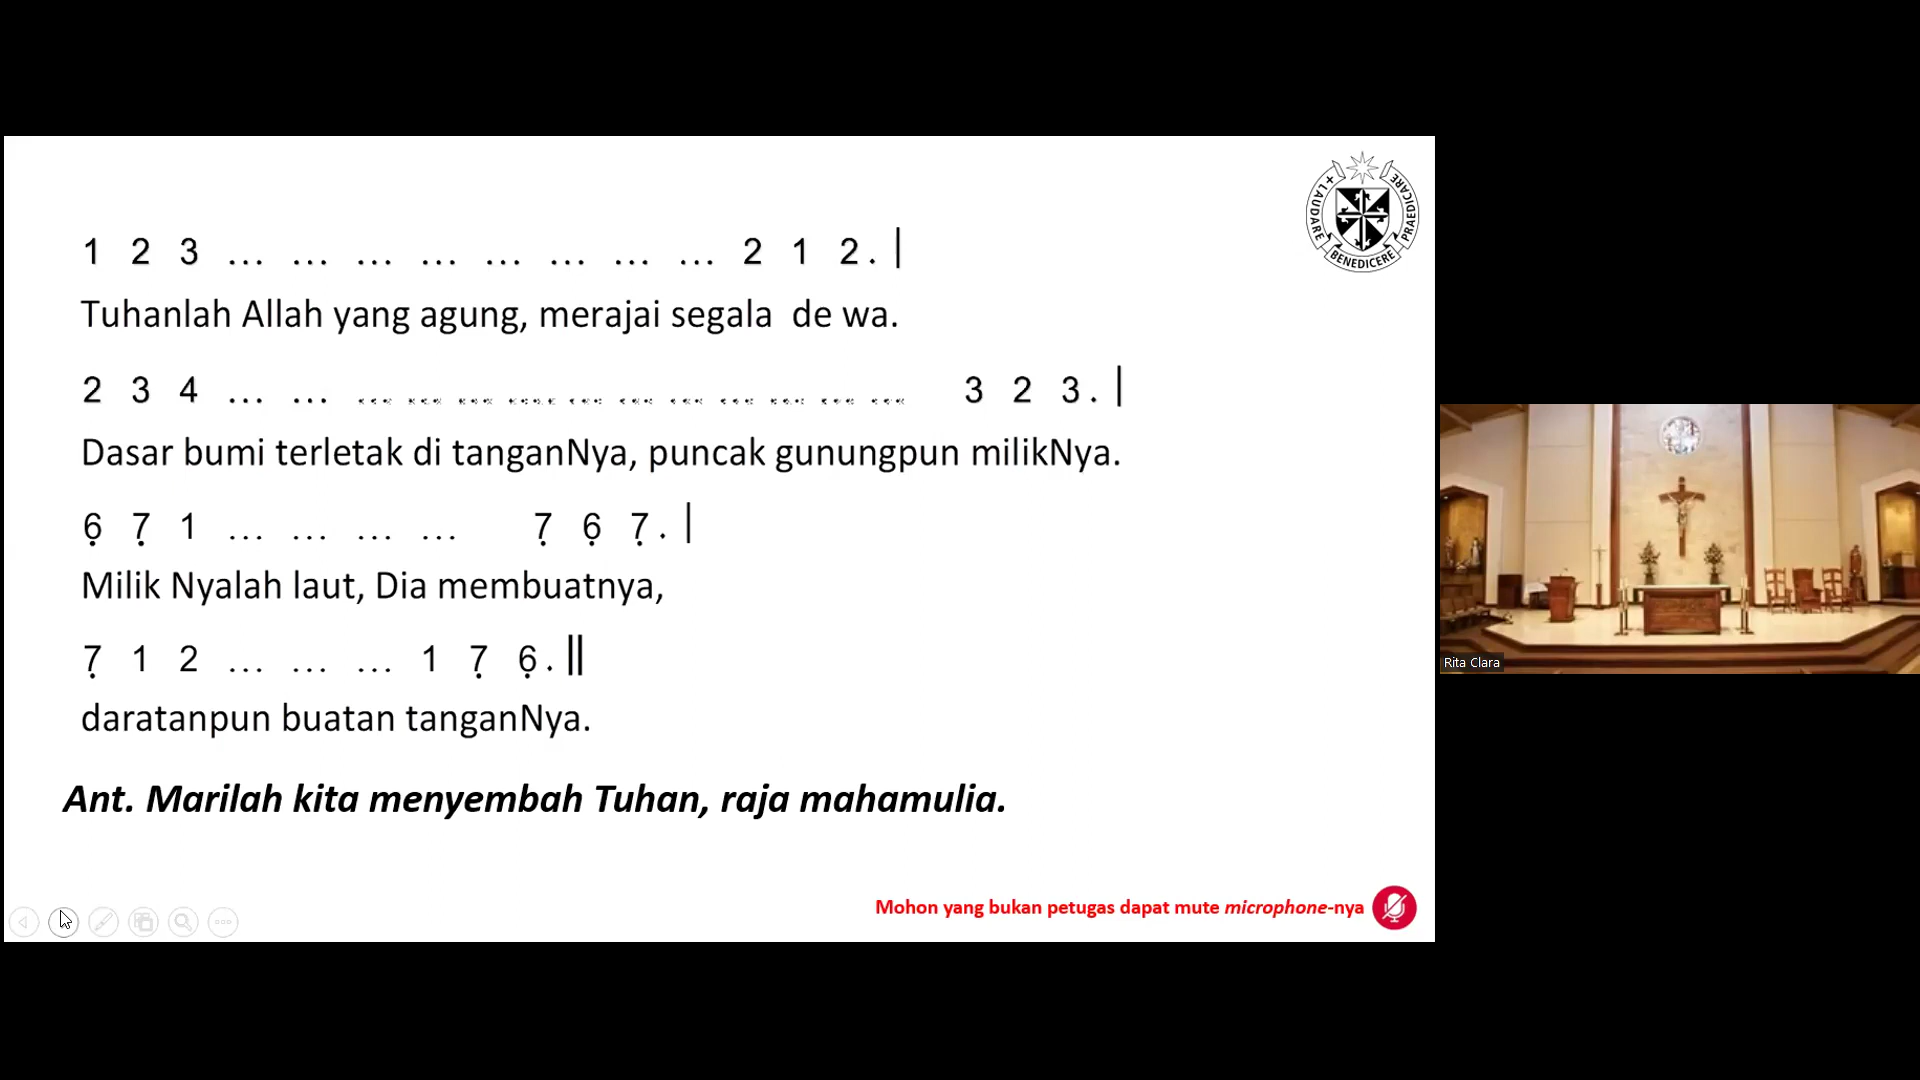 1 2 3 ... ... ... ... ... ... ... ... 2 1 2. |
Tuhanlah Allah yang agung, merajai segala de wa.
2 3 4 ... ... ... ... ... ... ... ... ... ... ... ... ... 3 2 3. |
Dasar bumi terletak di tanganNya, puncak gunungpun milikNya.
6̣ 7̣ 1 ... ... ... ... 7̣ 6̣ 7̣. |
Milik Nyalah laut, Dia membuatnya,
7̣ 1 2 ... ... ... 1 7̣ 6̣. ||
daratanpun buatan tanganNya.
Ant. Marilah kita menyembah Tuhan, raja mahamulia.
Mohon yang bukan petugas dapat mute microphone-nya
+ LAUDARE BENEDICERE PRAEDICARE
Rita Clara